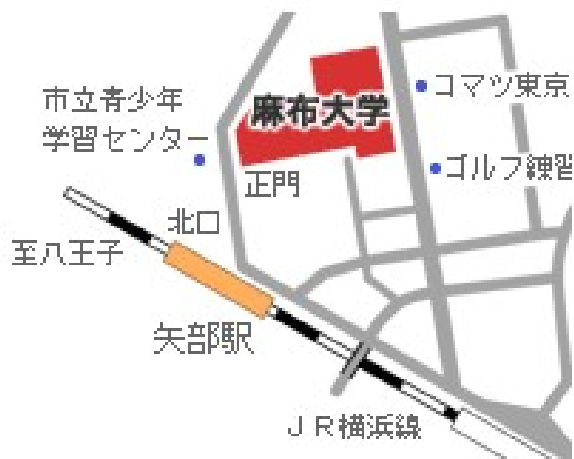 コマツ東京
麻布大学
市立青少年
学習センター
ゴルフ練習
正門
北口
至八王子
矢部駅
ＪＲ横浜線